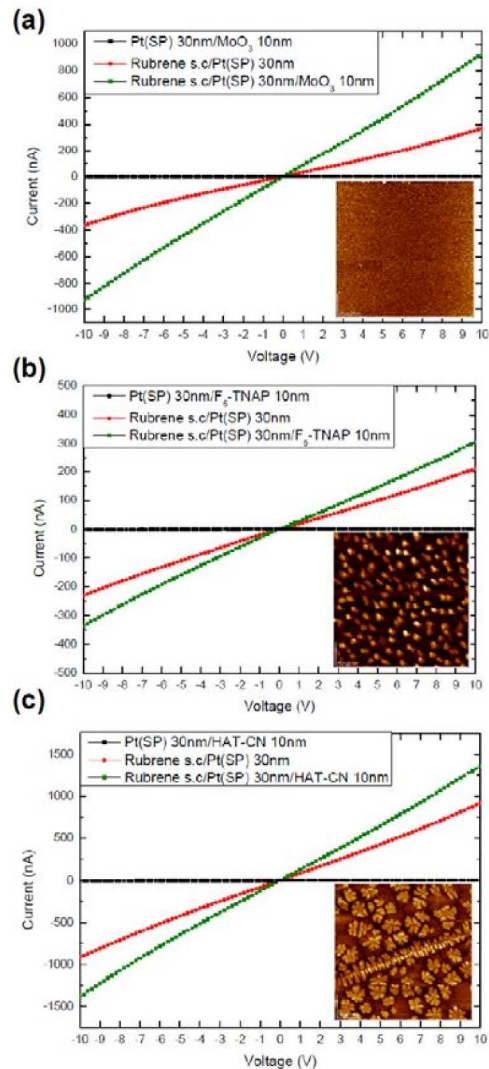 (a)
Pt(SP) 30nm/MoO₃ 10nm
Rubrene s.c/Pt(SP) 30nm
Rubrene s.c/Pt(SP) 30nm/MoO₃ 10nm
Current (nA)
1000
800
600
400
200
0
-200
-400
-600
-800
-1000
-10 -9 -8 -7 -6 -5 -4 -3 -2 -1 0 1 2 3 4 5 6 7 8 9 10
Voltage (V)
(b)
Pt(SP) 30nm/F₆-TNAP 10nm
Rubrene s.c/Pt(SP) 30nm
Rubrene s.c/Pt(SP) 30nm/F₆-TNAP 10nm
Current (nA)
500
400
300
200
100
0
-100
-200
-300
-400
-500
-10 -9 -8 -7 -6 -5 -4 -3 -2 -1 0 1 2 3 4 5 6 7 8 9 10
Voltage (V)
(c)
Pt(SP) 30nm/HAT-CN 10nm
Rubrene s.c/Pt(SP) 30nm
Rubrene s.c/Pt(SP) 30nm/HAT-CN 10nm
Current (nA)
1500
1250
1000
750
500
250
0
-250
-500
-750
-1000
-1250
-1500
-10 -9 -8 -7 -6 -5 -4 -3 -2 -1 0 1 2 3 4 5 6 7 8 9 10
Voltage (V)